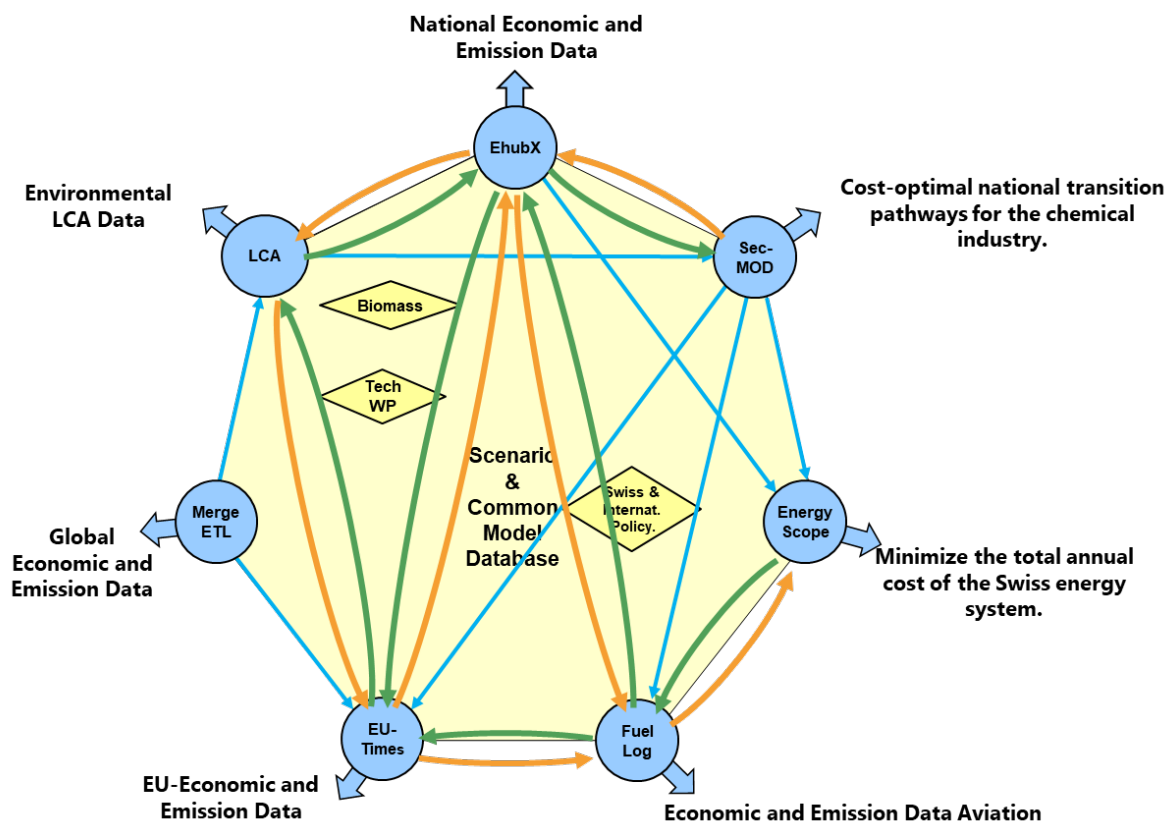 National Economic and
Emission Data
EhubX
Environmental
LCA Data
Cost-optimal national transition
pathways for the chemical
industry.
LCA
Sec-
MOD
Biomass
Tech
WP
Scenario
&
Common
Model
Database
Swiss &
Internat.
Policy.
Merge
ETL
Energy
Scope
Global
Economic and
Emission Data
Minimize the total annual
cost of the Swiss energy
system.
EU-
Times
Fuel
Log
EU-Economic and
Emission Data
Economic and Emission Data Aviation